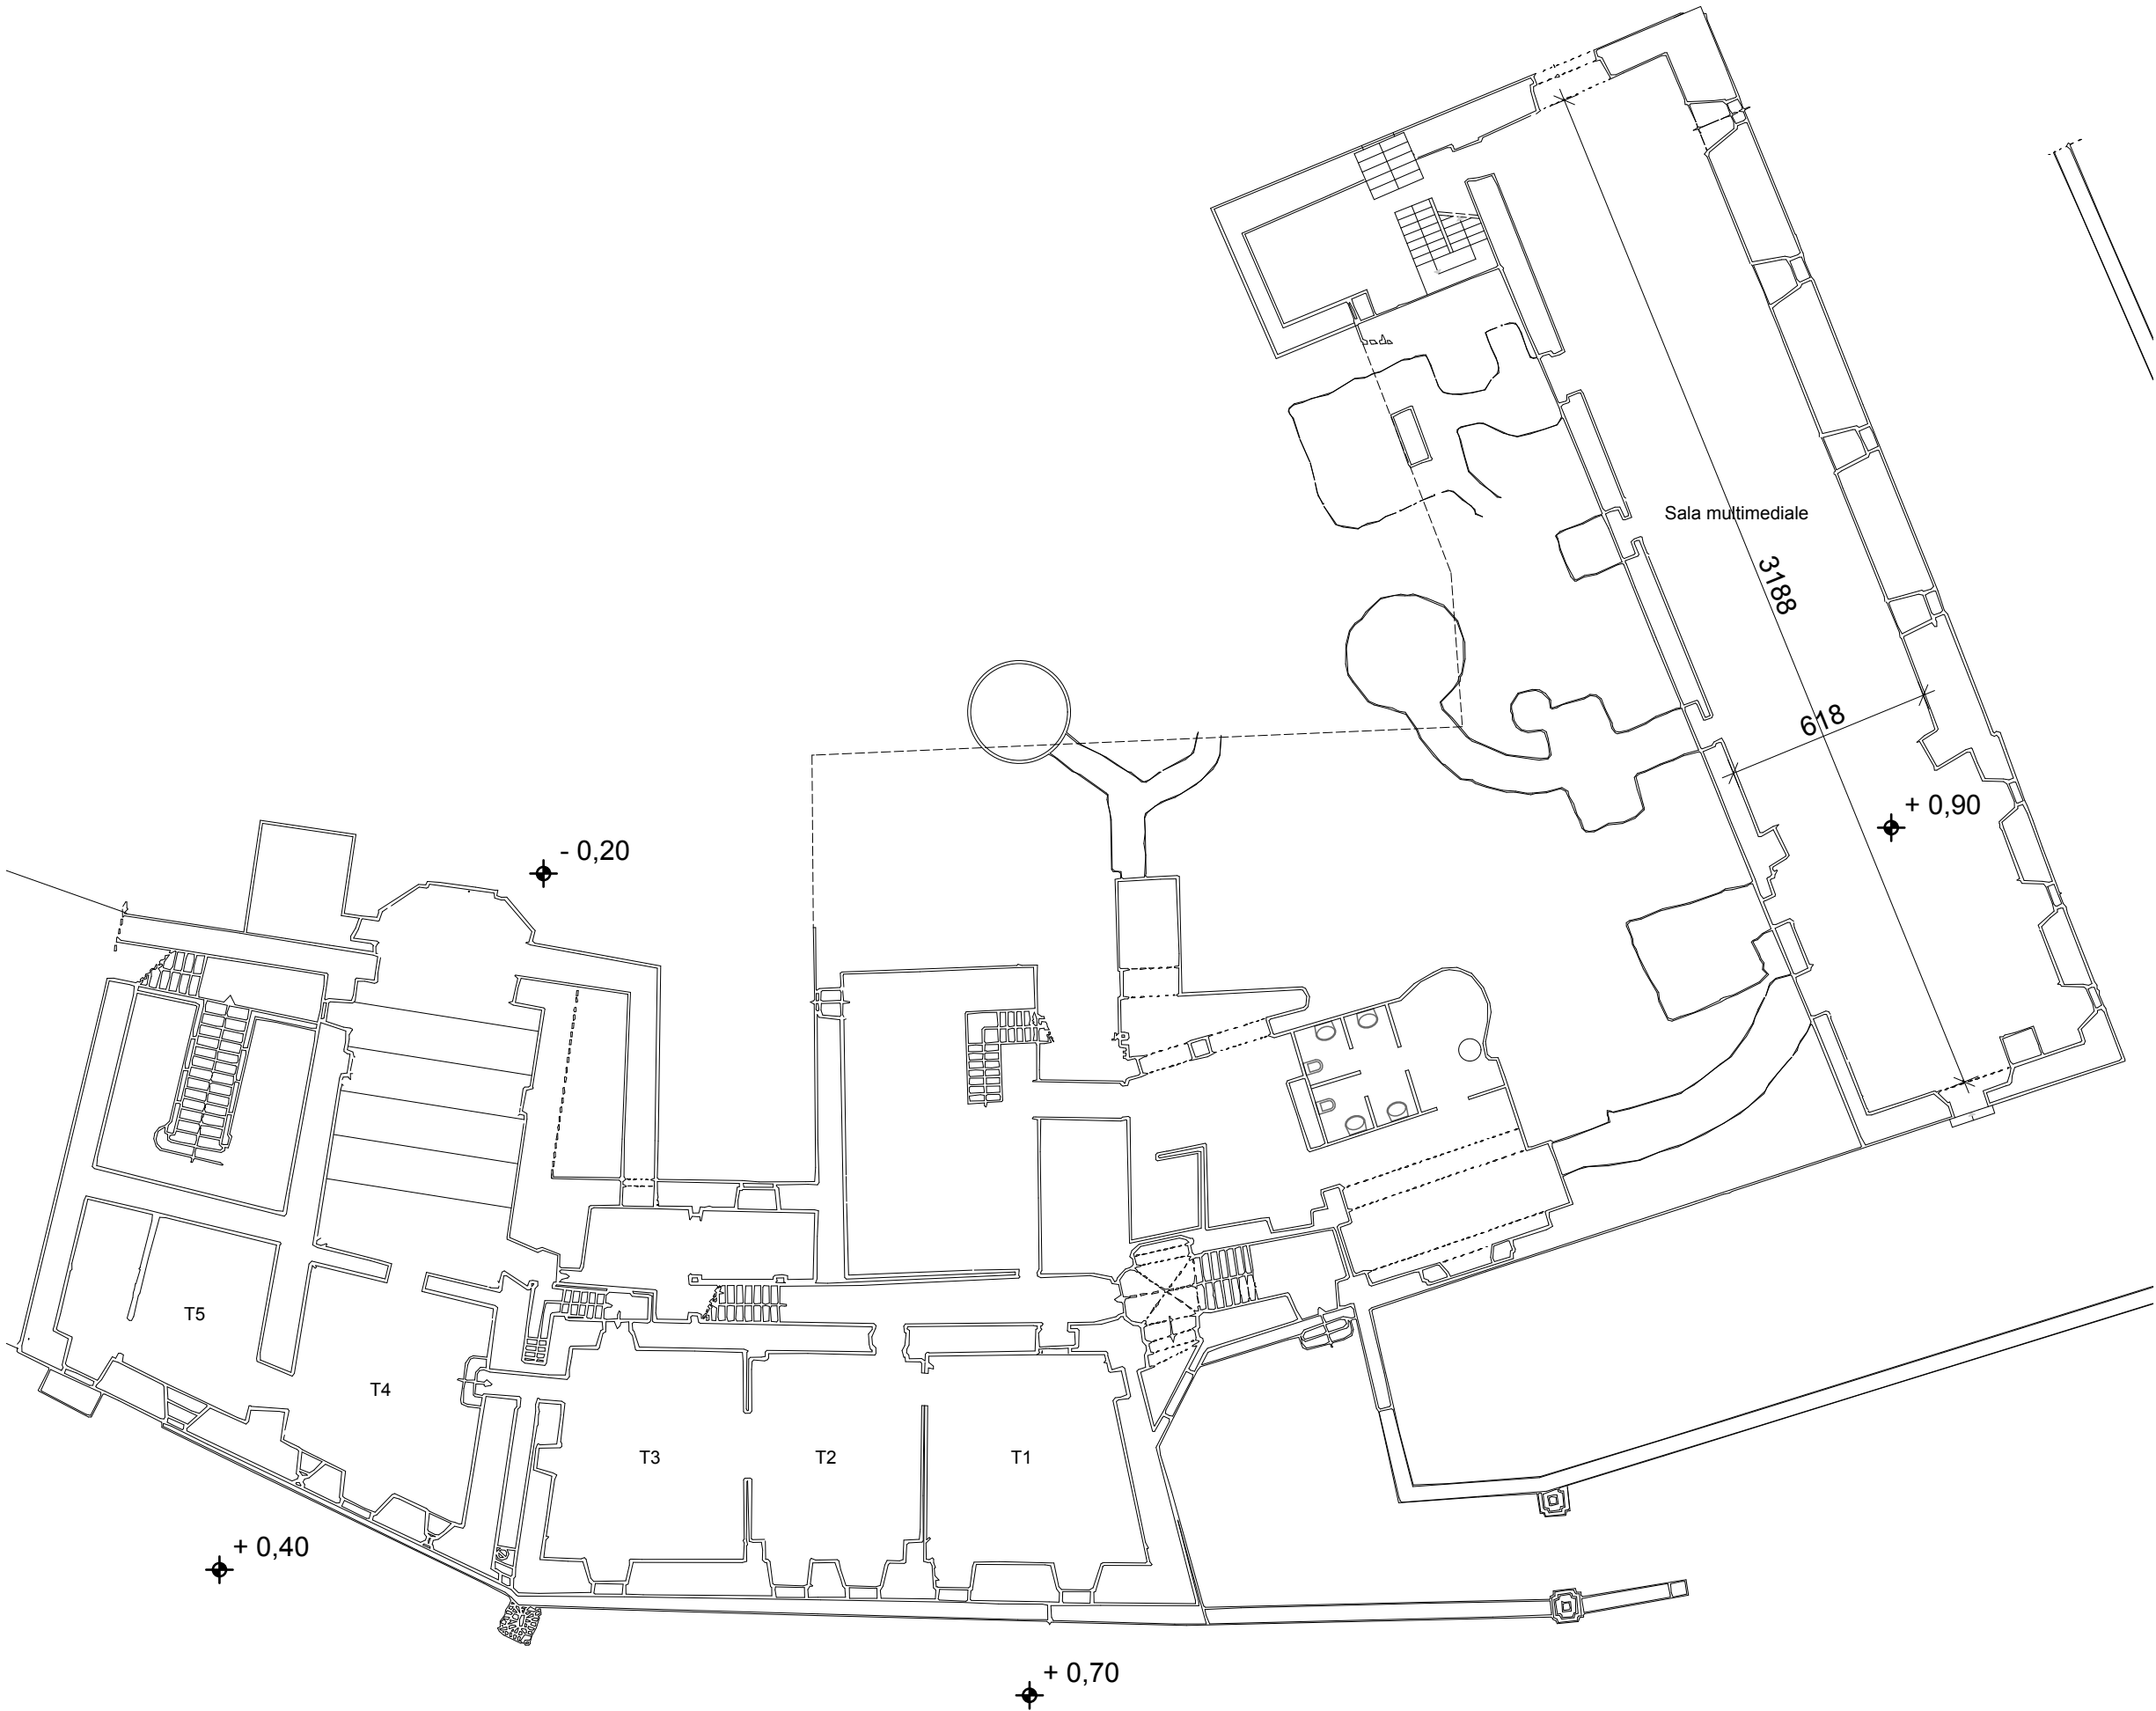 Sala multimediale
3188
618
+ 0,90
- 0,20
T5
T4
T3
T2
T1
+ 0,40
+ 0,70